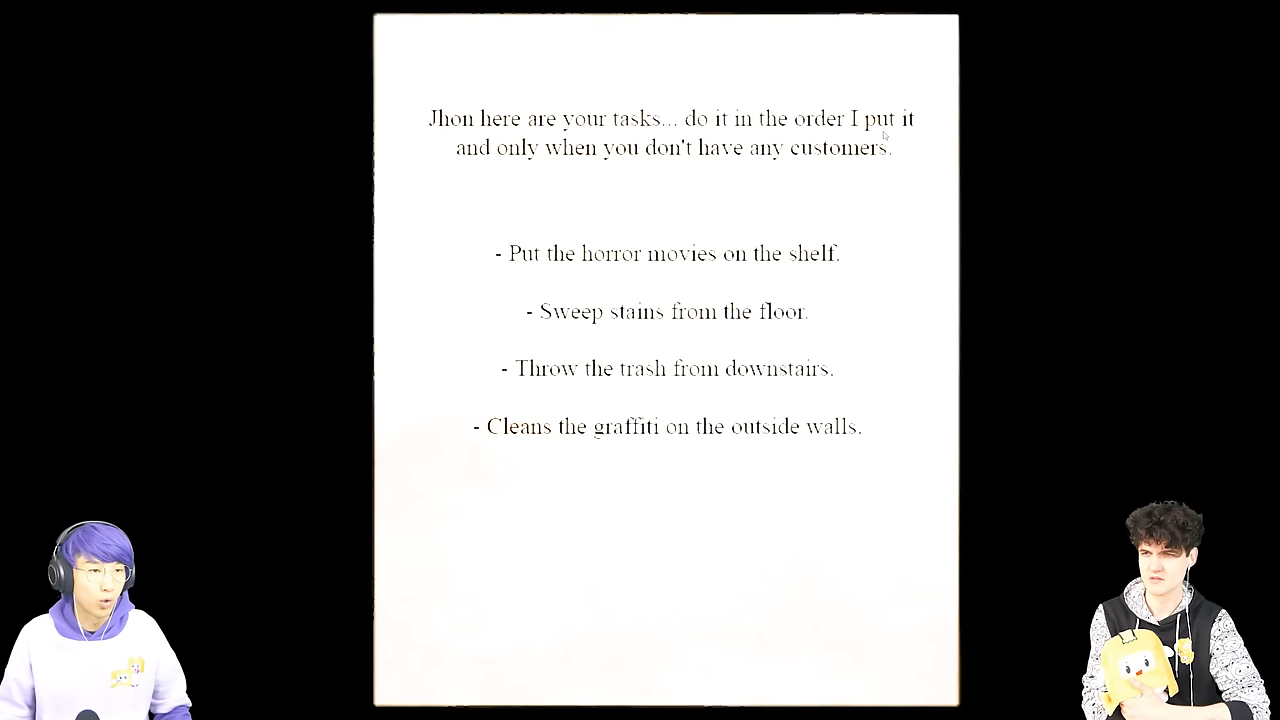 Jhon here are your tasks... do it in the order I put it
and only when you don't have any customers.
- Put the horror movies on the shelf.
- Sweep stains from the floor.
- Throw the trash from downstairs.
- Cleans the graffiti on the outside walls.